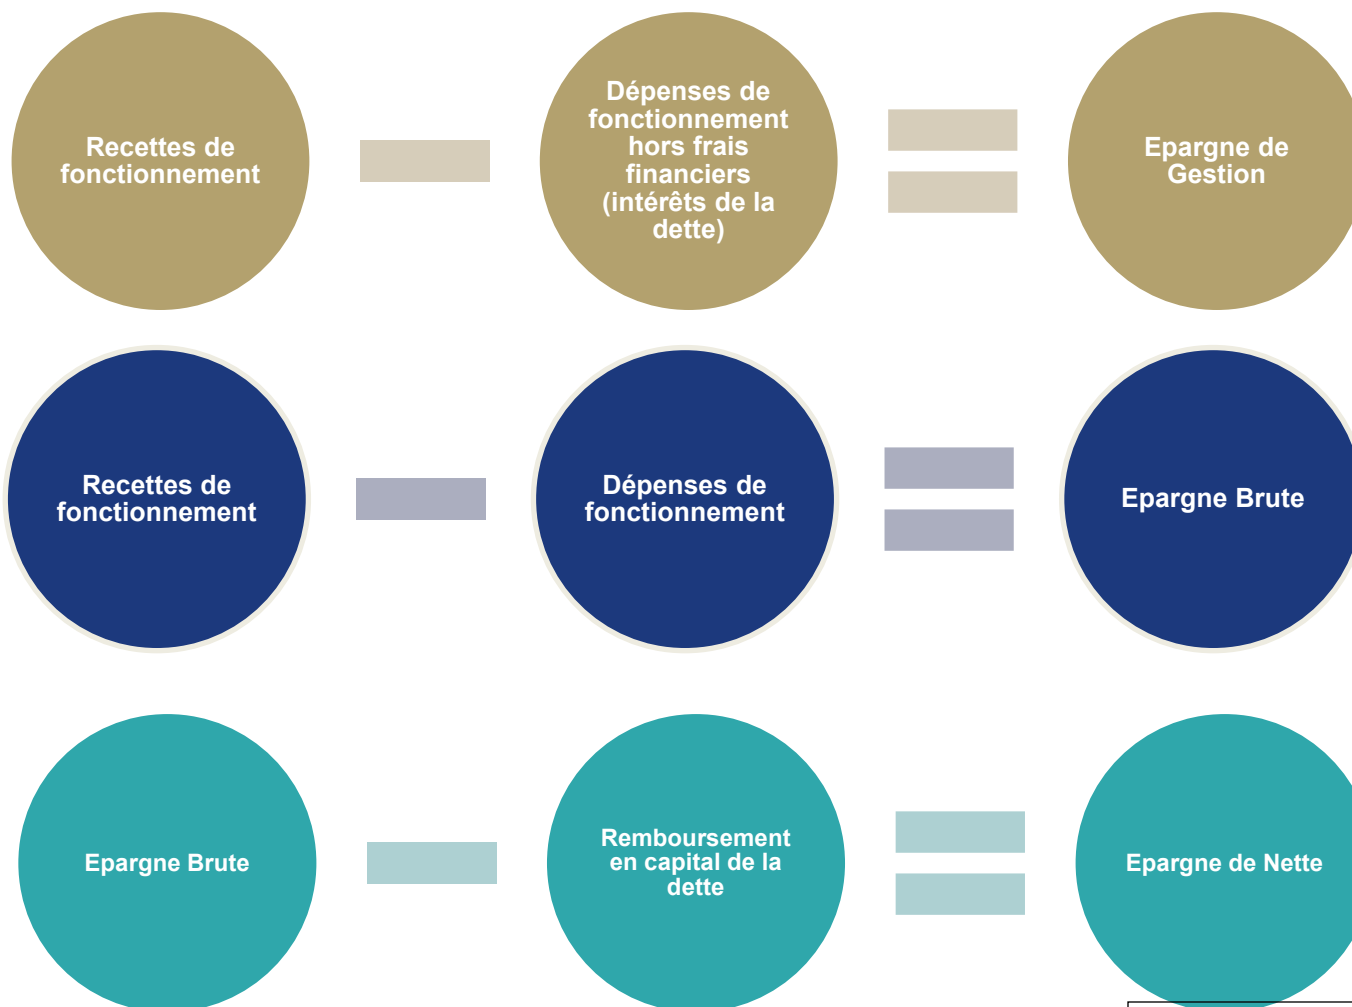 Recettes de
fonctionnement
Dépenses de
fonctionnement
hors frais
financiers
(intérêts de la
dette)
Epargne de
Gestion
Recettes de
fonctionnement
Dépenses de
fonctionnement
Epargne Brute
Epargne Brute
Remboursement
en capital de la
dette
Epargne de Nette